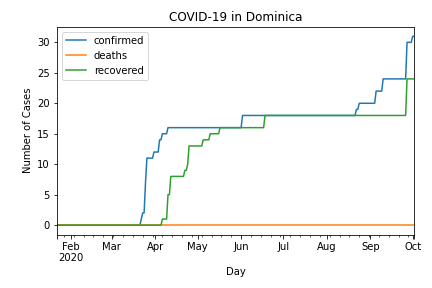 COVID-19 in Dominica
confirmed
deaths
recovered
Number of Cases
30
25
20
15
10
5
0
Feb Mar Apr May Jun Jul Aug Sep Oct
2020
Day